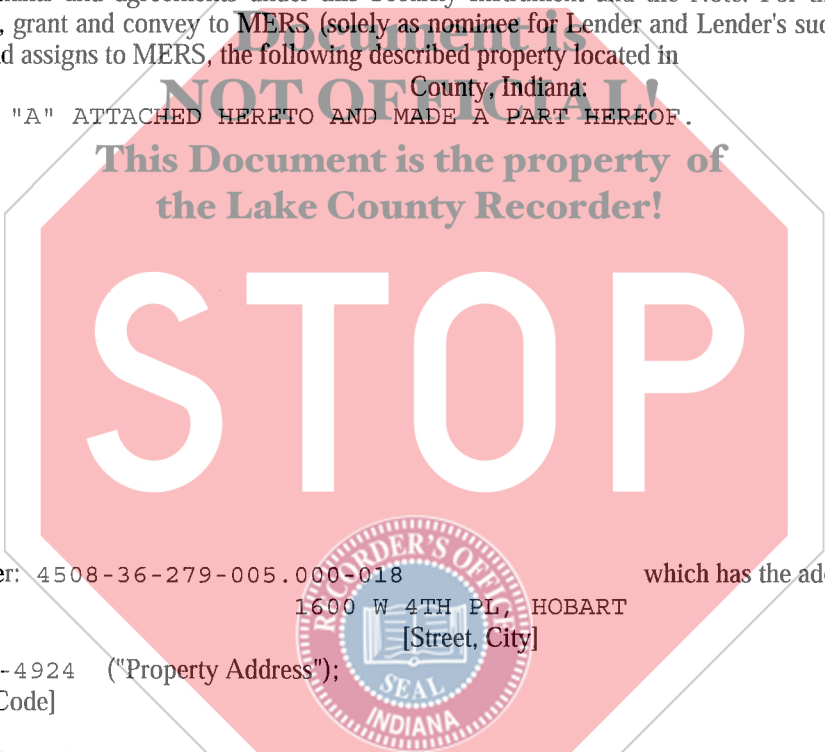 , grant and convey to MERS (solely as nominee for Lender and Lender's suc
d assigns to MERS, the following described property located in
Document is
County, Indiana:
NOT OFFICIAL!
"A" ATTACHED HERETO AND MADE A PART HEREOF.
This Document is the property of
the Lake County Recorder!
STOP
er: 4508-36-279-005.000-018 which has the ad
1600 W 4TH PL, HOBART
[Street, City]
-4924 ("Property Address");
Code]
RECORDER'S OFFICE
SEAL
INDIANA